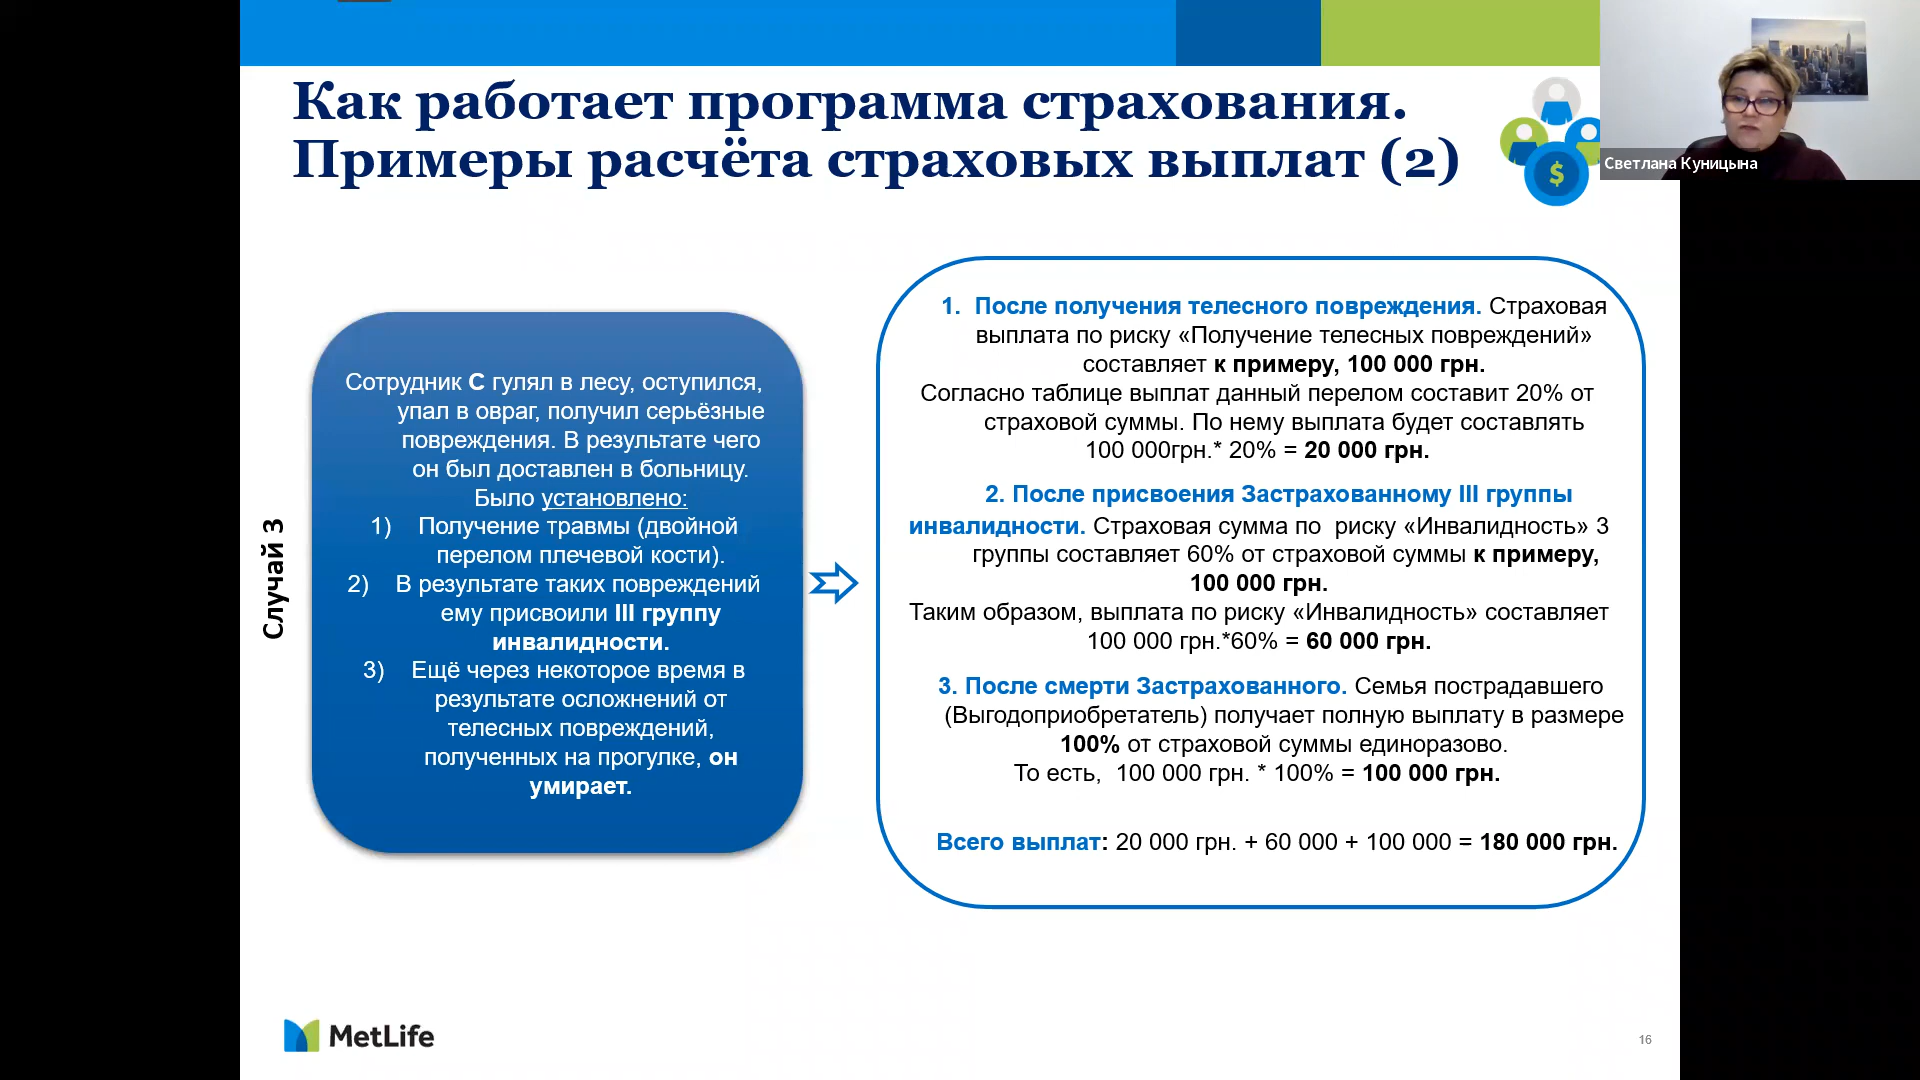 Как работает программа страхования.
Примеры расчёта страховых выплат (2)
$
Светлана Куницына
Случай 3
Сотрудник С гулял в лесу, оступился,
упал в овраг, получил серьёзные
повреждения. В результате чего
он был доставлен в больницу.
Было установлено:
1) Получение травмы (двойной
перелом плечевой кости).
2) В результате таких повреждений
ему присвоили III группу
инвалидности.
3) Ещё через некоторое время в
результате осложнений от
телесных повреждений,
полученных на прогулке, он
умирает.
1. После получения телесного повреждения. Страховая
выплата по риску «Получение телесных повреждений»
составляет к примеру, 100 000 грн.
Согласно таблице выплат данный перелом составит 20% от
страховой суммы. По нему выплата будет составлять
100 000грн.* 20% = 20 000 грн.
2. После присвоения Застрахованному III группы
инвалидности. Страховая сумма по риску «Инвалидность» 3
группы составляет 60% от страховой суммы к примеру,
100 000 грн.
Таким образом, выплата по риску «Инвалидность» составляет
100 000 грн.*60% = 60 000 грн.
3. После смерти Застрахованного. Семья пострадавшего
(Выгодоприобретатель) получает полную выплату в размере
100% от страховой суммы единоразово.
То есть, 100 000 грн. * 100% = 100 000 грн.
Всего выплат: 20 000 грн. + 60 000 + 100 000 = 180 000 грн.
MetLife
16